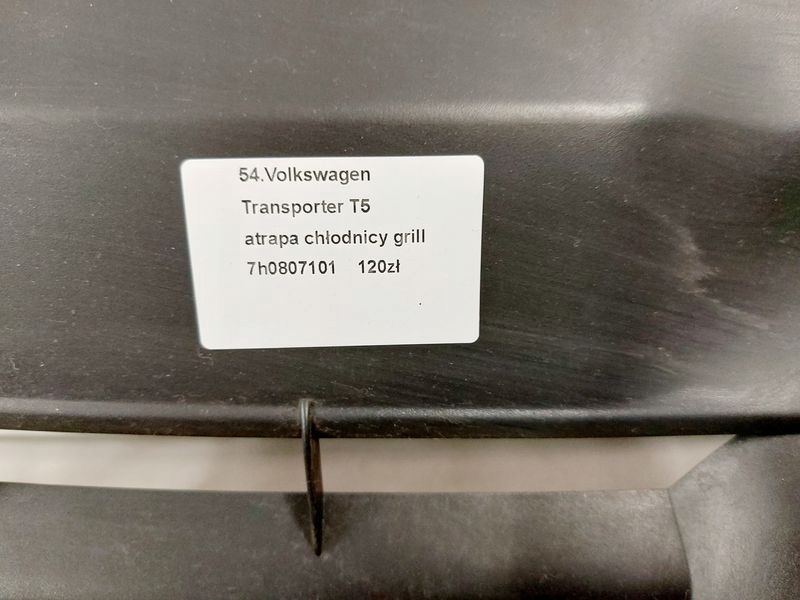 54.Volkswagen
Transporter T5
atrapa chłodnicy grill
7h0807101 120zł